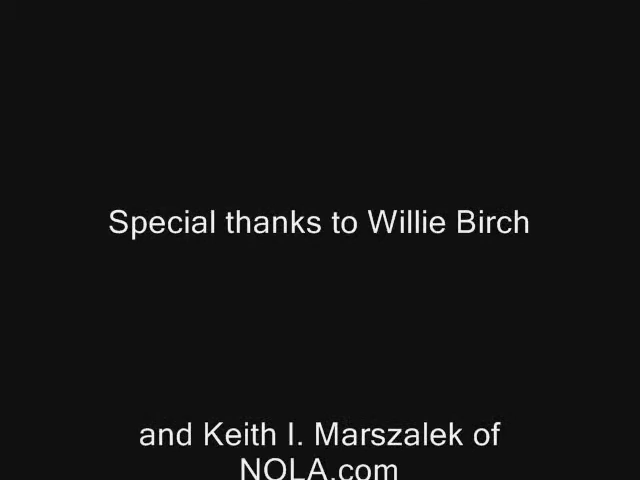 Special thanks to Willie Birch
and Keith I. Marszalek of
NOLA.com